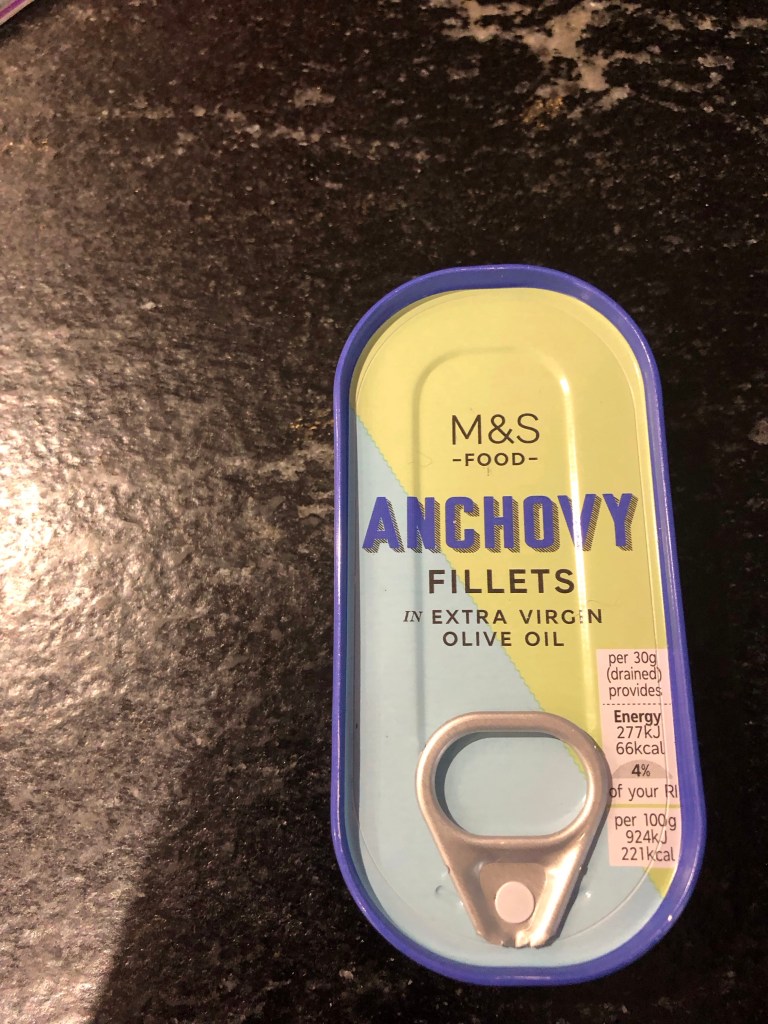 M&S
-FOOD-
ANCHOVY
FILLETS
IN EXTRA VIRGIN
OLIVE OIL
per 30g
(drained)
provides
Energy
277kJ
66kcal
4%
of your RI
per 100g
924kJ
221kcal